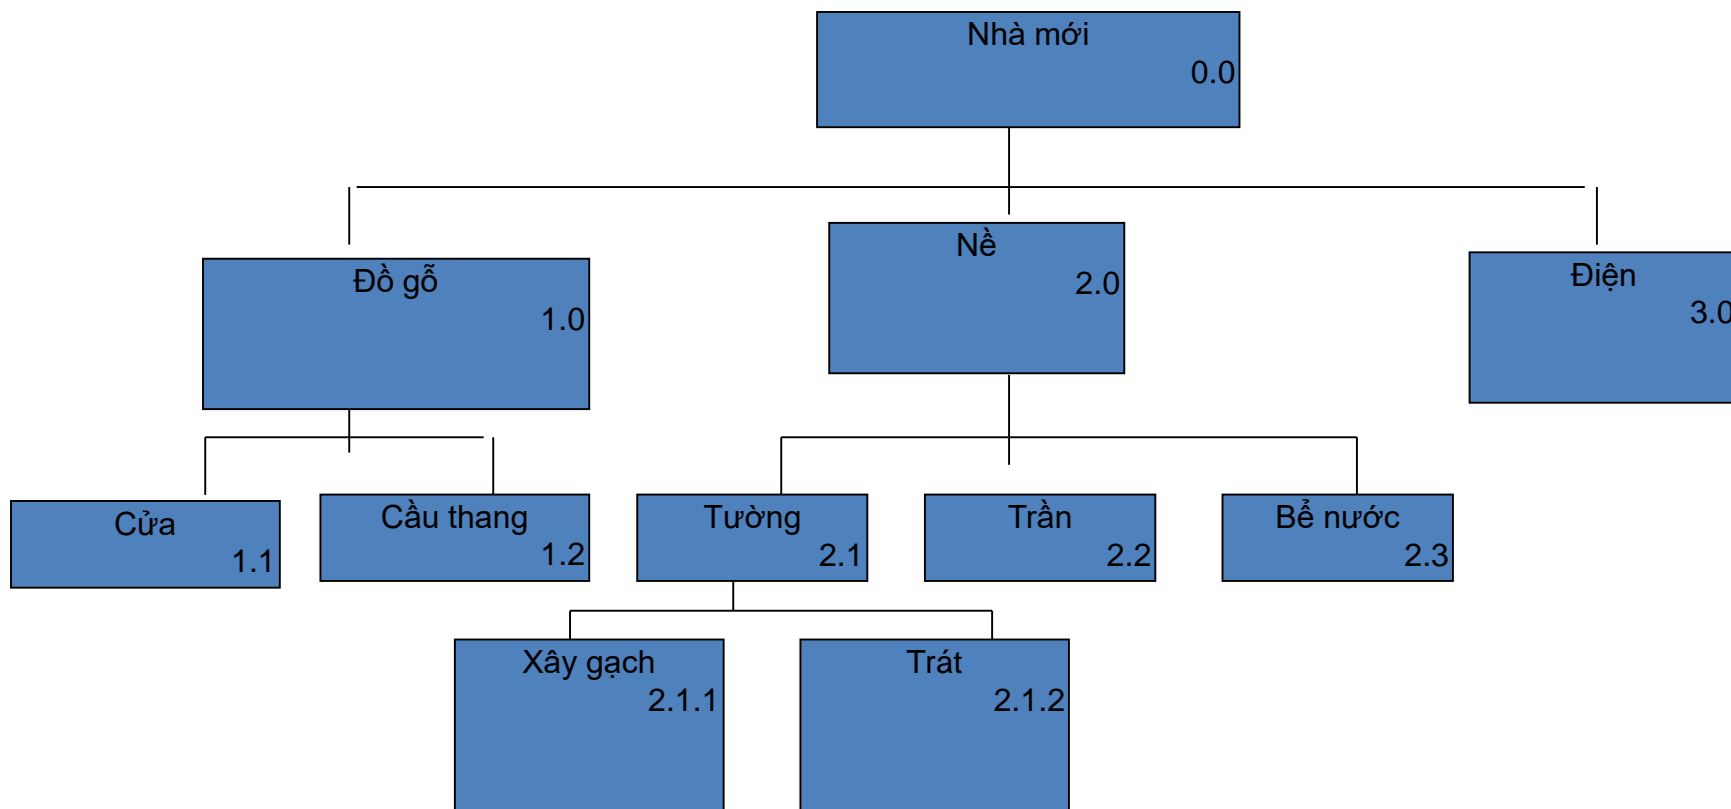 Nhà mới
0.0
Đồ gỗ
1.0
Nề
2.0
Điện
3.0
Cửa
1.1
Cầu thang
1.2
Tường
2.1
Trần
2.2
Bể nước
2.3
Xây gạch
2.1.1
Trát
2.1.2